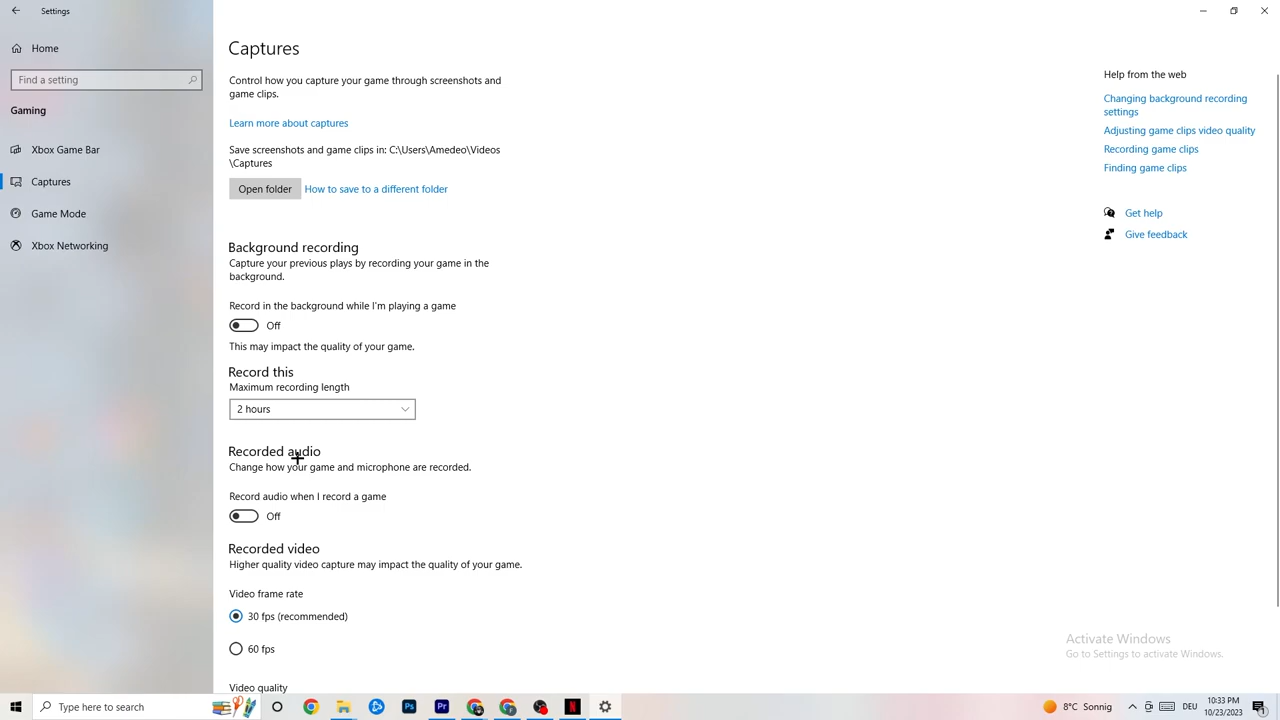 Settings
Home
Find a setting
Gaming
Xbox Game Bar
Captures
Game Mode
Xbox Networking
Captures
Control how you capture your game through screenshots and
game clips.
Learn more about captures
Save screenshots and game clips in: C:\Users\Amedeo\Videos
\Captures
Open folder
How to save to a different folder
Background recording
Capture your previous plays by recording your game in the
background.
Record in the background while I'm playing a game
Off
This may impact the quality of your game.
Record this
Maximum recording length
2 hours
Recorded audio
Change how your game and microphone are recorded.
Record audio when I record a game
Off
Recorded video
Higher quality video capture may impact the quality of your game.
Video frame rate
30 fps (recommended)
60 fps
Video quality
Help from the web
Changing background recording
settings
Adjusting game clips video quality
Recording game clips
Finding game clips
Get help
Give feedback
Activate Windows
Go to Settings to activate Windows.
Type here to search
Ps
Pr
N
8°C Sonnig
DEU
10:33 PM
10/23/2023